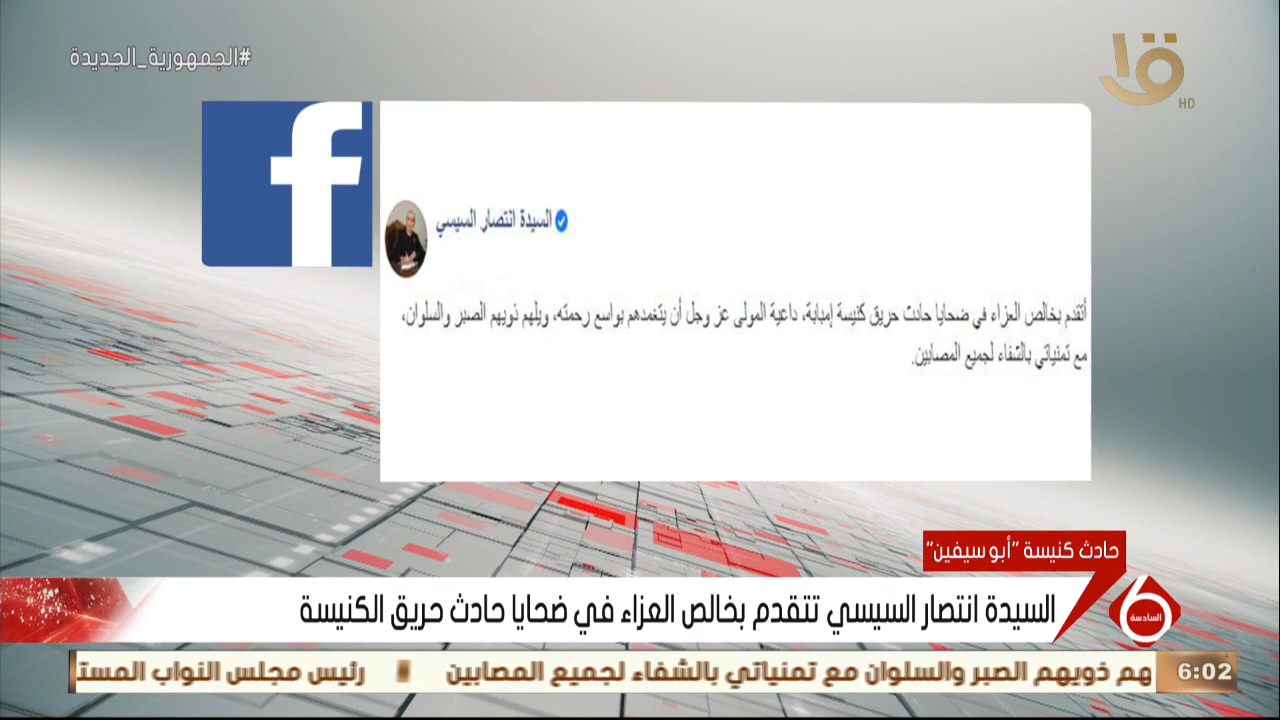 #الجمهورية_الجديدة
HD
السيدة انتصار السيسي
أتقدم بخالص العزاء في ضحايا حادث حريق كنيسة إمبابة، داعية المولى عز وجل أن يتغمدهم بواسع رحمته، ويلهم ذويهم الصبر والسلوان،
مع تمنياتي بالشفاء لجميع المصابين.
حادث كنيسة "أبو سيفين"
السيدة انتصار السيسي تتقدم بخالص العزاء في ضحايا حادث حريق الكنيسة
السادسة
6:02
هم ذويهم الصبر والسلوان مع تمنياتي بالشفاء لجميع المصابين رئيس مجلس النواب المست